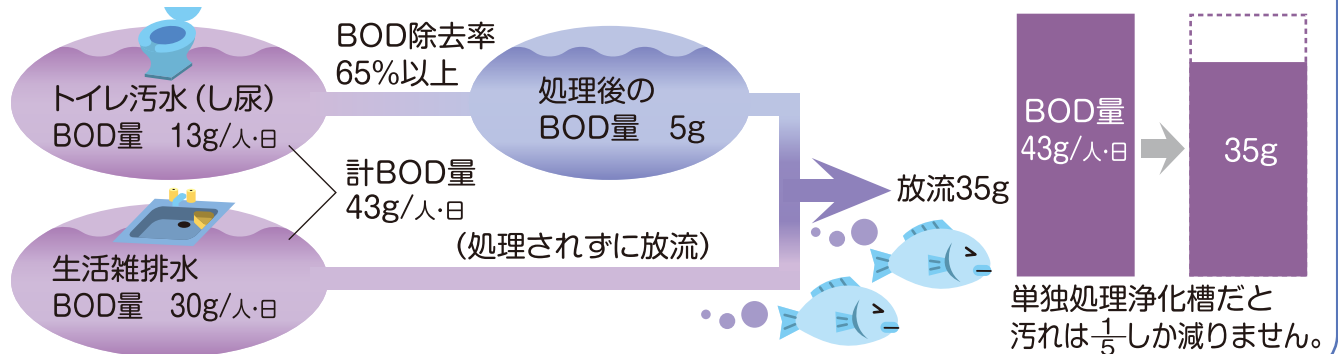 トイレ汚水（し尿）
BOD量　13g/人･日
BOD除去率
65%以上
処理後の
BOD量　5g
計BOD量
43g/人･日
生活雑排水
BOD量　30g/人･日
（処理されずに放流）
放流35g
BOD量
43g/人･日
35g
単独処理浄化槽だと
汚れは1/5しか減りません。